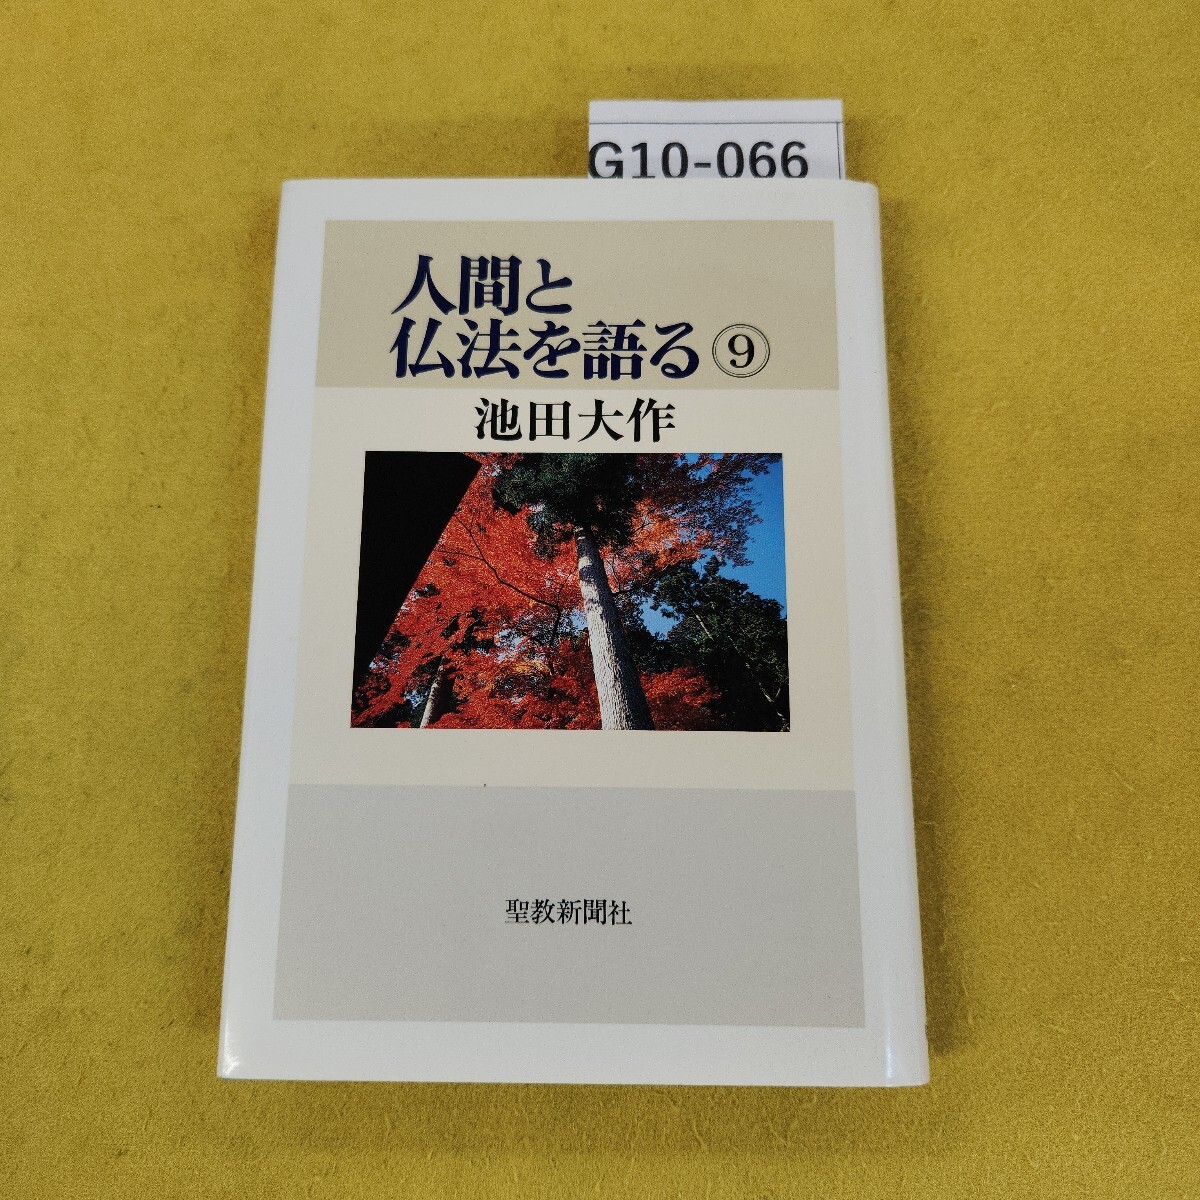 G10-066
人間と
仏法を語る⑨
池田大作
聖教新聞社